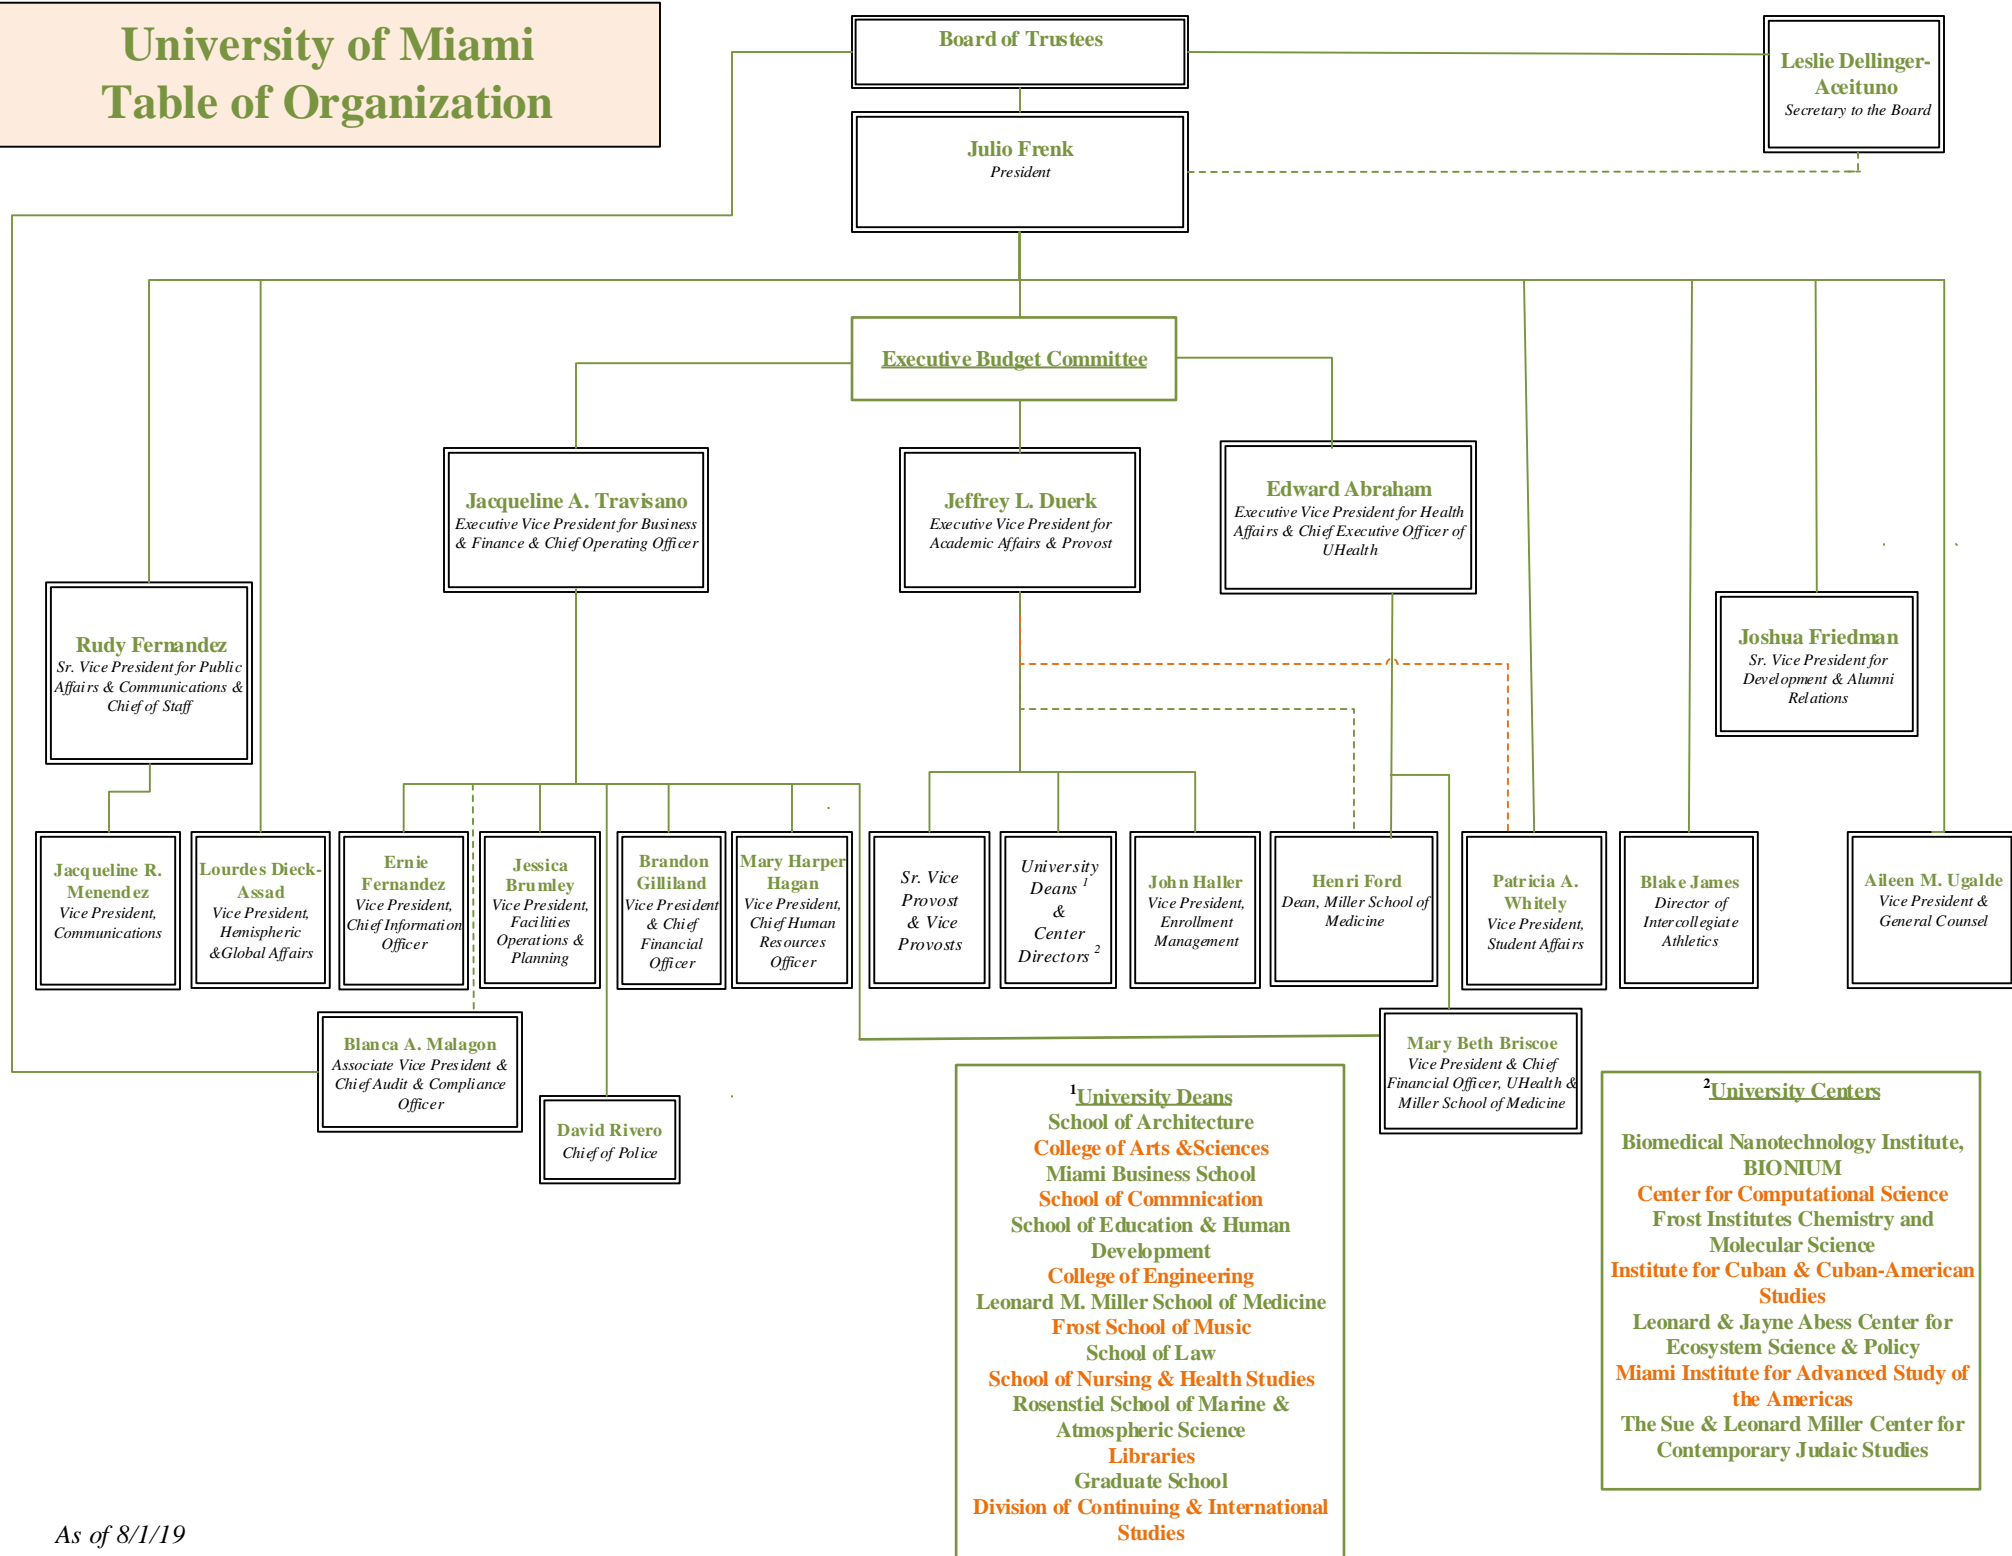 University of Miami
Table of Organization
Board of Trustees
Leslie Dellinger-
Aceituno
Secretary to the Board
Julio Frenk
President
Executive Budget Committee
Jacqueline A. Travisano
Executive Vice President for Business
& Finance & Chief Operating Officer
Jeffrey L. Duerk
Executive Vice President for
Academic Affairs & Provost
Edward Abraham
Executive Vice President for Health
Affairs & Chief Executive Officer of
UHealth
Rudy Fernandez
Sr. Vice President for Public
Affairs & Communications &
Chief of Staff
Joshua Friedman
Sr. Vice President for
Development & Alumni
Relations
Jacqueline R.
Menendez
Vice President,
Communications
Lourdes Dieck-
Assad
Vice President,
Hemispheric
&Global Affairs
Ernie
Fernandez
Vice President,
Chief Information
Officer
Jessica
Brumley
Vice President,
Facilities
Operations &
Planning
Brandon
Gilliland
Vice President
& Chief
Financial
Officer
Mary Harper
Hagan
Vice President,
Chief Human
Resources
Officer
Sr. Vice
Provost
& Vice
Provosts
University
Deans 1
&
Center
Directors 2
John Haller
Vice President,
Enrollment
Management
Henri Ford
Dean, Miller School of
Medicine
Patricia A.
Whitely
Vice President,
Student Affairs
Blake James
Director of
Intercollegiate
Athletics
Aileen M. Ugalde
Vice President &
General Counsel
Blanca A. Malagon
Associate Vice President &
Chief Audit & Compliance
Officer
David Rivero
Chief of Police
Mary Beth Briscoe
Vice President & Chief
Financial Officer, UHealth &
Miller School of Medicine
1University Deans
School of Architecture
College of Arts &Sciences
Miami Business School
School of Commnication
School of Education & Human
Development
College of Engineering
Leonard M. Miller School of Medicine
Frost School of Music
School of Law
School of Nursing & Health Studies
Rosenstiel School of Marine &
Atmospheric Science
Libraries
Graduate School
Division of Continuing & International
Studies
2University Centers
Biomedical Nanotechnology Institute,
BIONIUM
Center for Computational Science
Frost Institutes Chemistry and
Molecular Science
Institute for Cuban & Cuban-American
Studies
Leonard & Jayne Abess Center for
Ecosystem Science & Policy
Miami Institute for Advanced Study of
the Americas
The Sue & Leonard Miller Center for
Contemporary Judaic Studies
As of 8/1/19